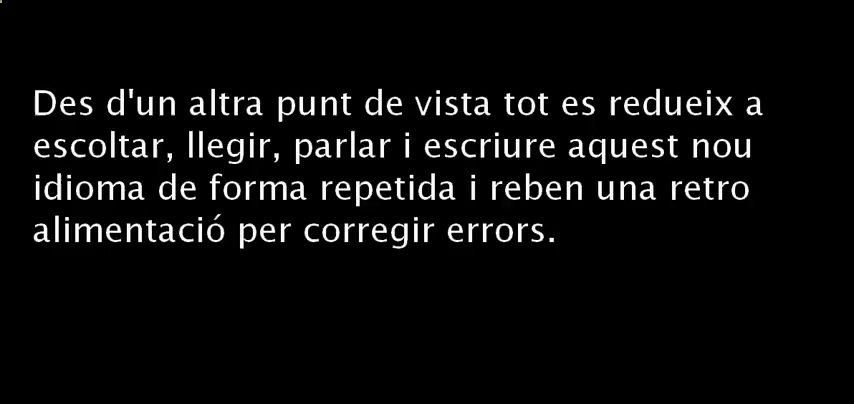 Des d'un altra punt de vista tot es redueix a
escoltar, llegir, parlar i escriure aquest nou
idioma de forma repetida i reben una retro
alimentació per corregir errors.